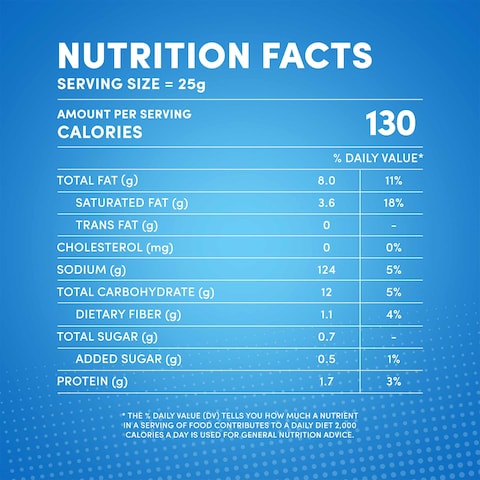 NUTRITION FACTS
SERVING SIZE = 25g
AMOUNT PER SERVING
CALORIES 130
% DAILY VALUE*
TOTAL FAT (g) 8.0 11%
SATURATED FAT (g) 3.6 18%
TRANS FAT (g) 0 -
CHOLESTEROL (mg) 0 0%
SODIUM (g) 124 5%
TOTAL CARBOHYDRATE (g) 12 5%
DIETARY FIBER (g) 1.1 4%
TOTAL SUGAR (g) 0.7 -
ADDED SUGAR (g) 0.5 1%
PROTEIN (g) 1.7 3%
* THE % DAILY VALUE (DV) TELLS YOU HOW MUCH A NUTRIENT
IN A SERVING OF FOOD CONTRIBUTES TO A DAILY DIET 2,000
CALORIES A DAY IS USED FOR GENERAL NUTRITION ADVICE.